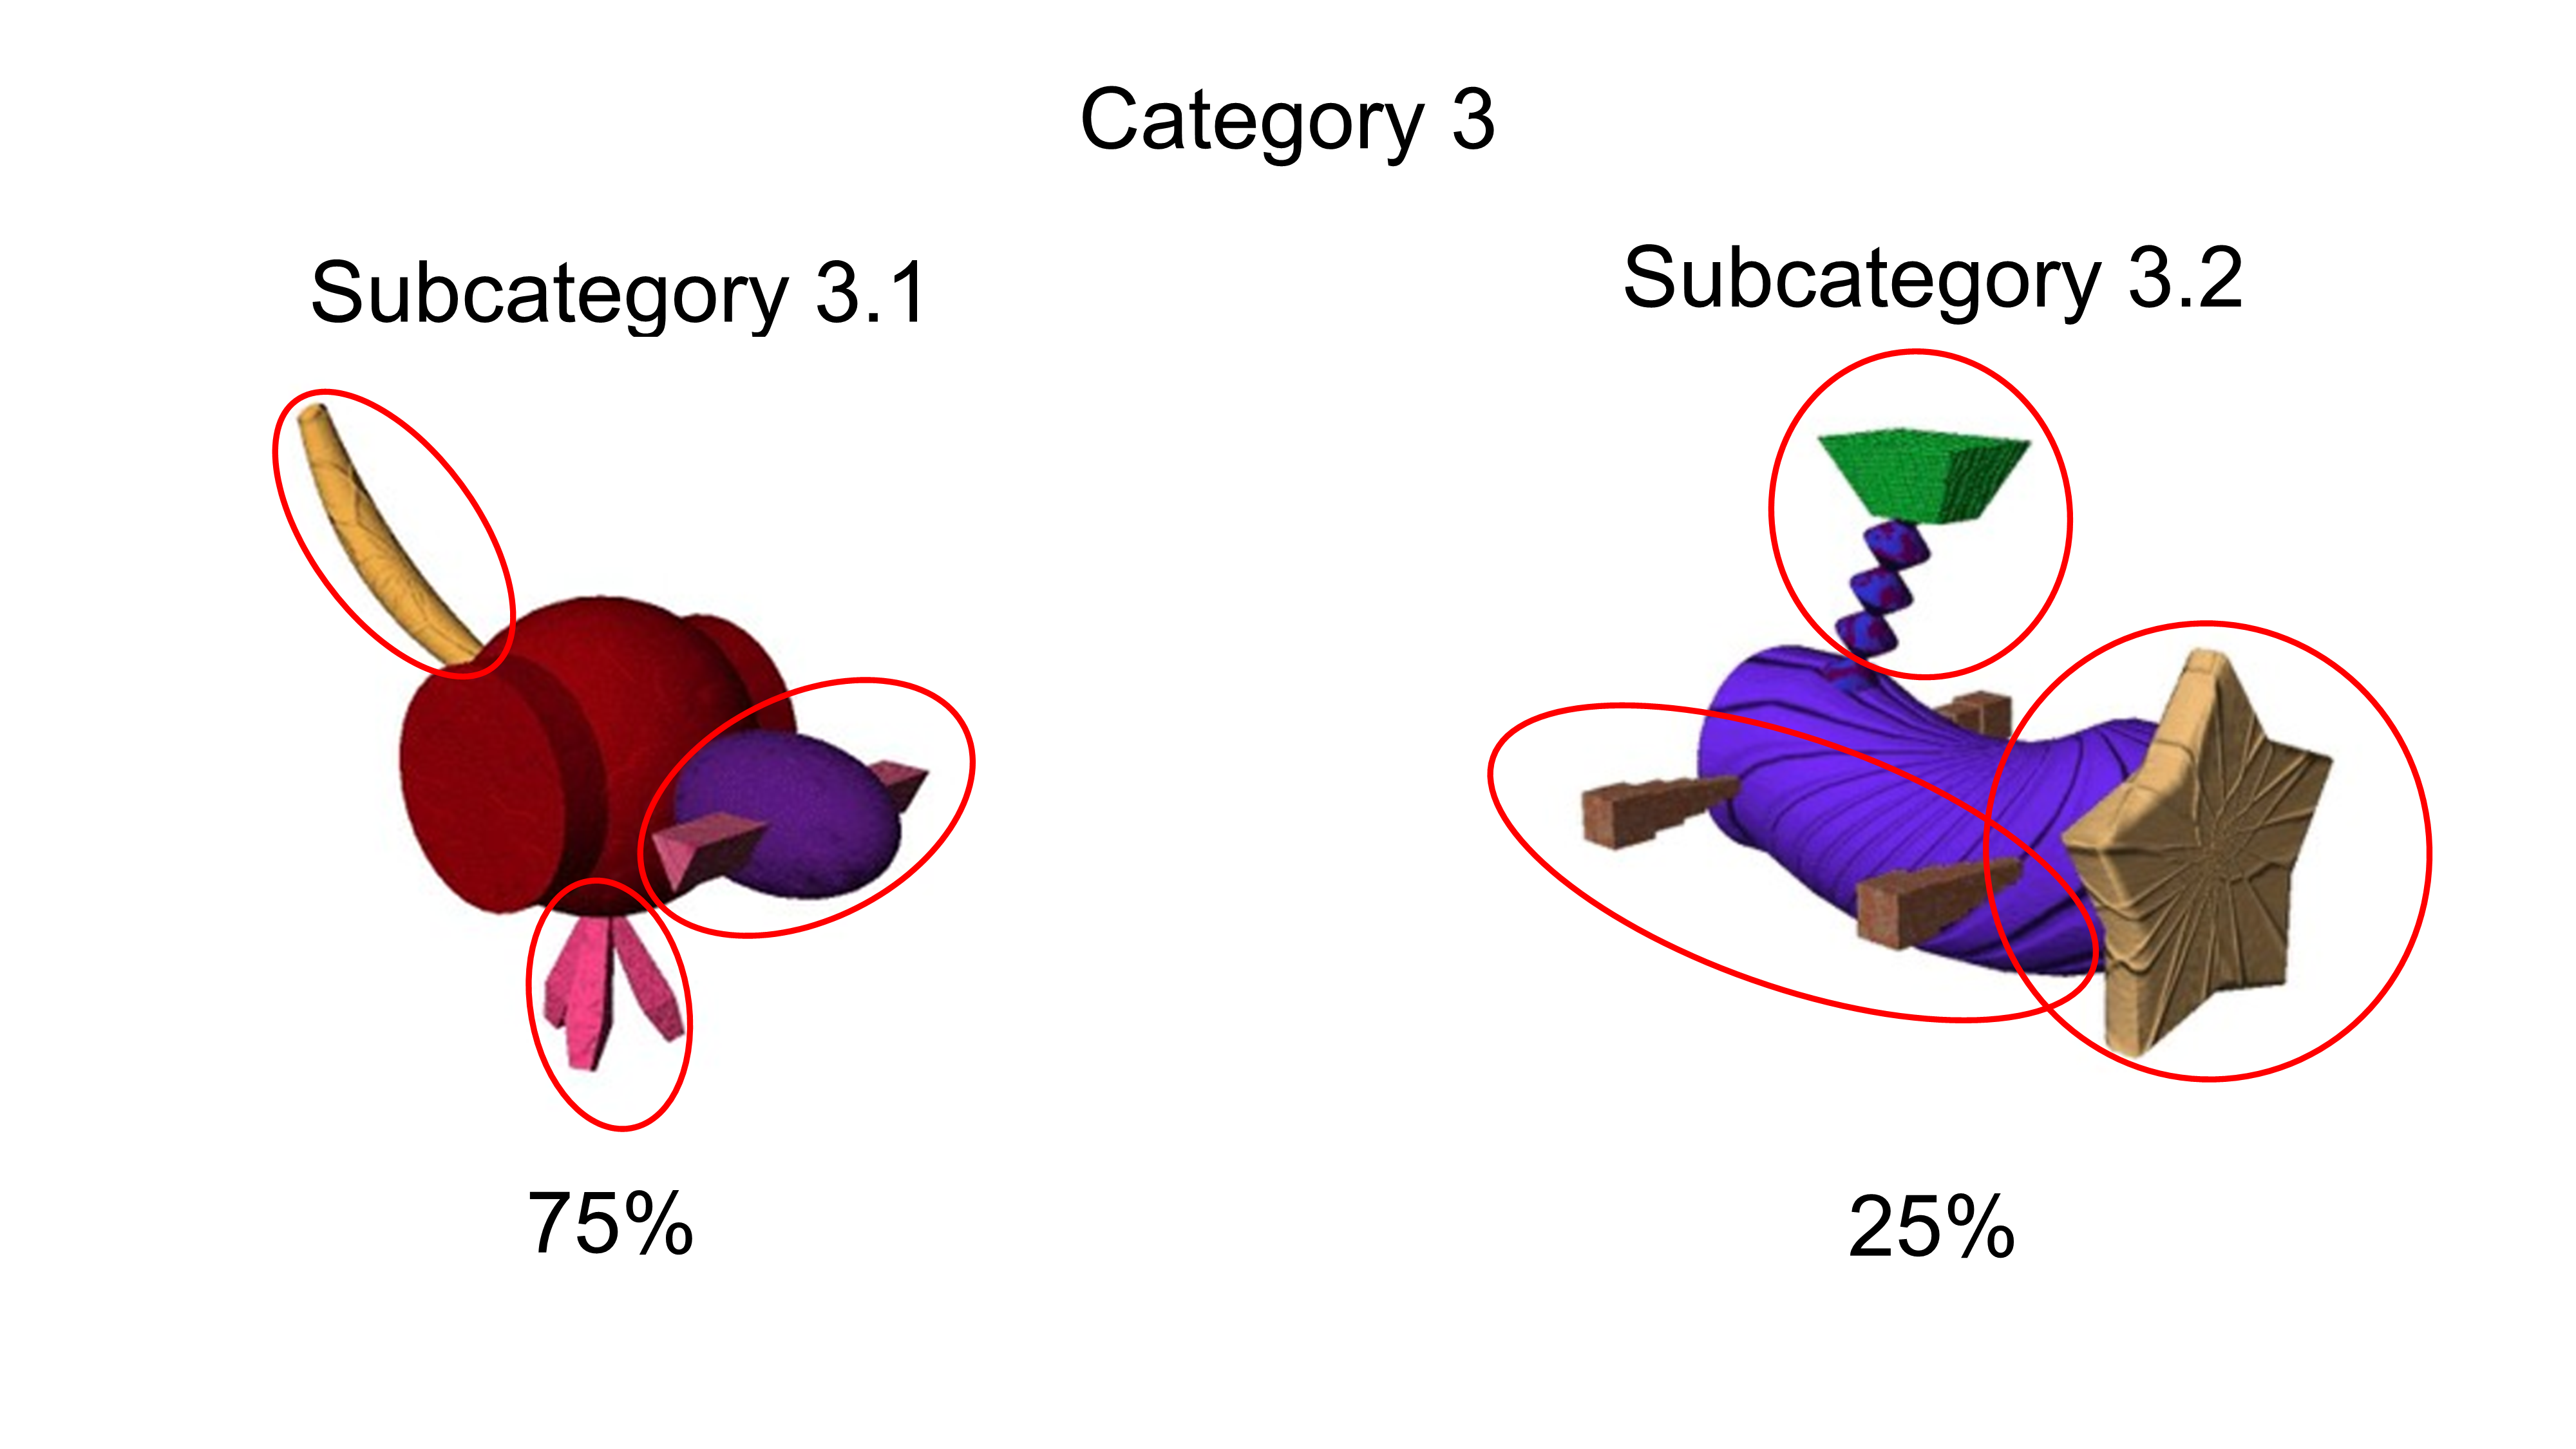 Category 3
Subcategory 3.1
Subcategory 3.2
75%
25%